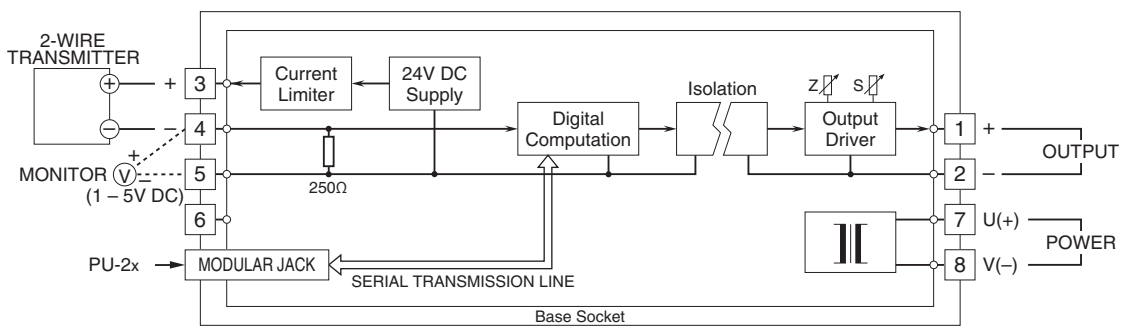 2-WIRE
TRANSMITTER
+
–
+
–
3
4
5
6
Current
Limiter
24V DC
Supply
Digital
Computation
Isolation
Z
S
Output
Driver
1
2
+
–
OUTPUT
MONITOR
V
+
–
(1 – 5V DC)
250Ω
7
8
U(+)
V(–)
POWER
PU-2x
MODULAR JACK
SERIAL TRANSMISSION LINE
Base Socket